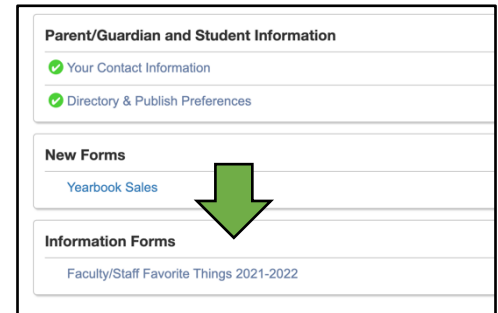 Parent/Guardian and Student Information
Your Contact Information
Directory & Publish Preferences
New Forms
Yearbook Sales
Information Forms
Faculty/Staff Favorite Things 2021-2022